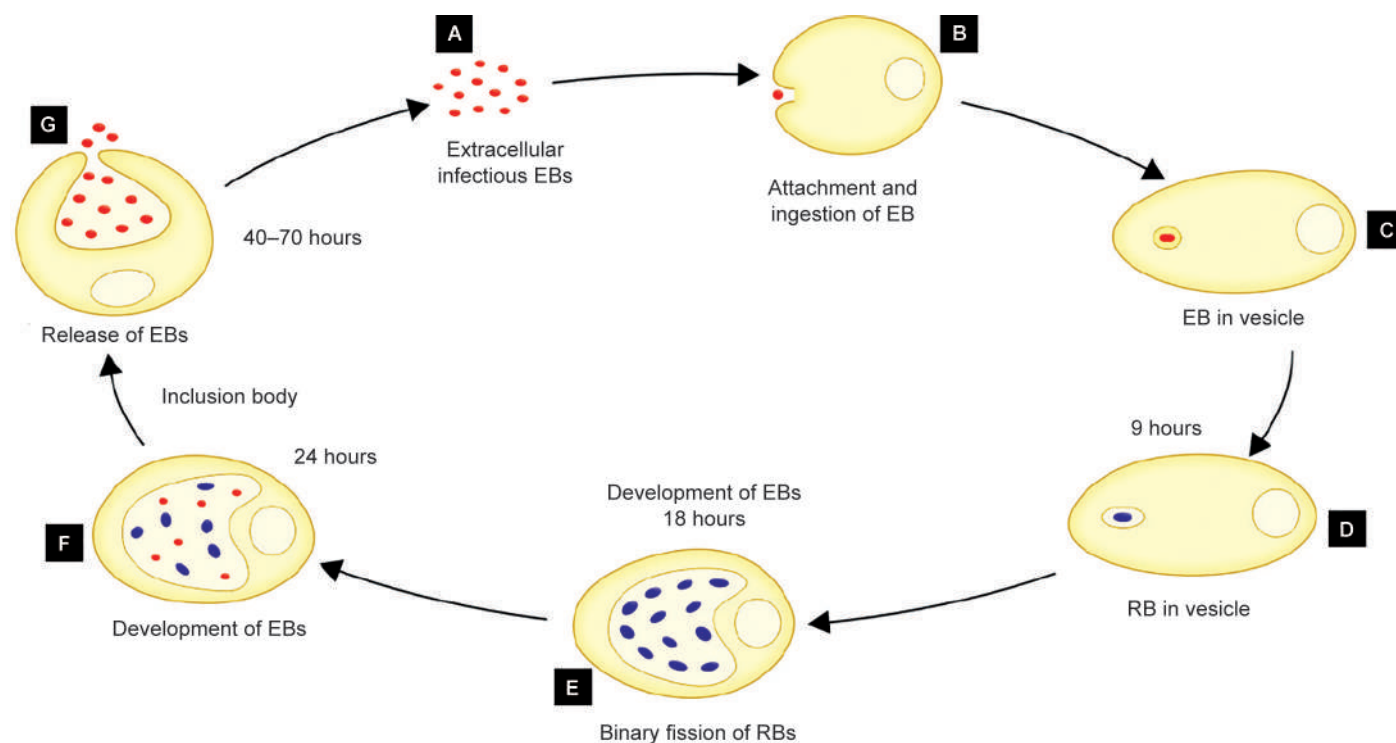 A
Extracellular
infectious EBs
B
Attachment and
ingestion of EB
C
EB in vesicle
9 hours
D
RB in vesicle
Development of EBs
18 hours
E
Binary fission of RBs
24 hours
F
Development of EBs
Inclusion body
G
Release of EBs
40–70 hours